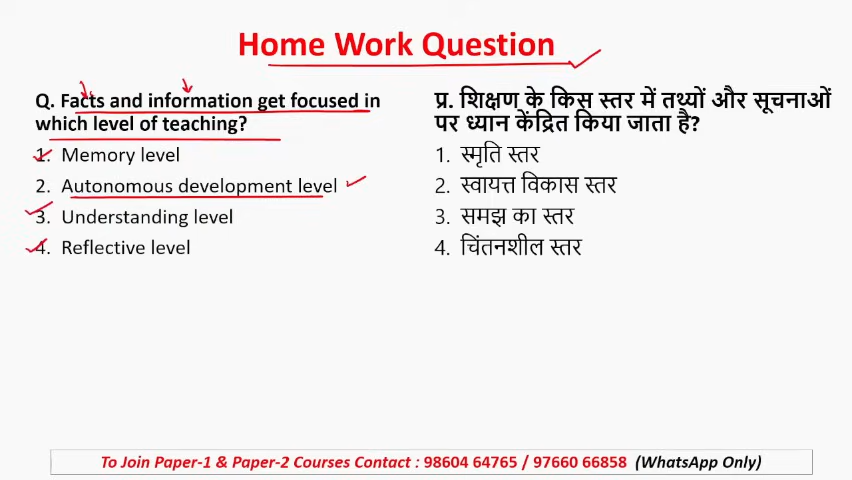 Home Work Question
Q. Facts and information get focused in
which level of teaching?
1. Memory level
2. Autonomous development level
3. Understanding level
4. Reflective level
प्र. शिक्षण के किस स्तर में तथ्यों और सूचनाओं
पर ध्यान केंद्रित किया जाता है?
1. स्मृति स्तर
2. स्वायत्त विकास स्तर
3. समझ का स्तर
4. चिंतनशील स्तर
To Join Paper-1 & Paper-2 Courses Contact : 98604 64765 / 97660 66858 (WhatsApp Only)